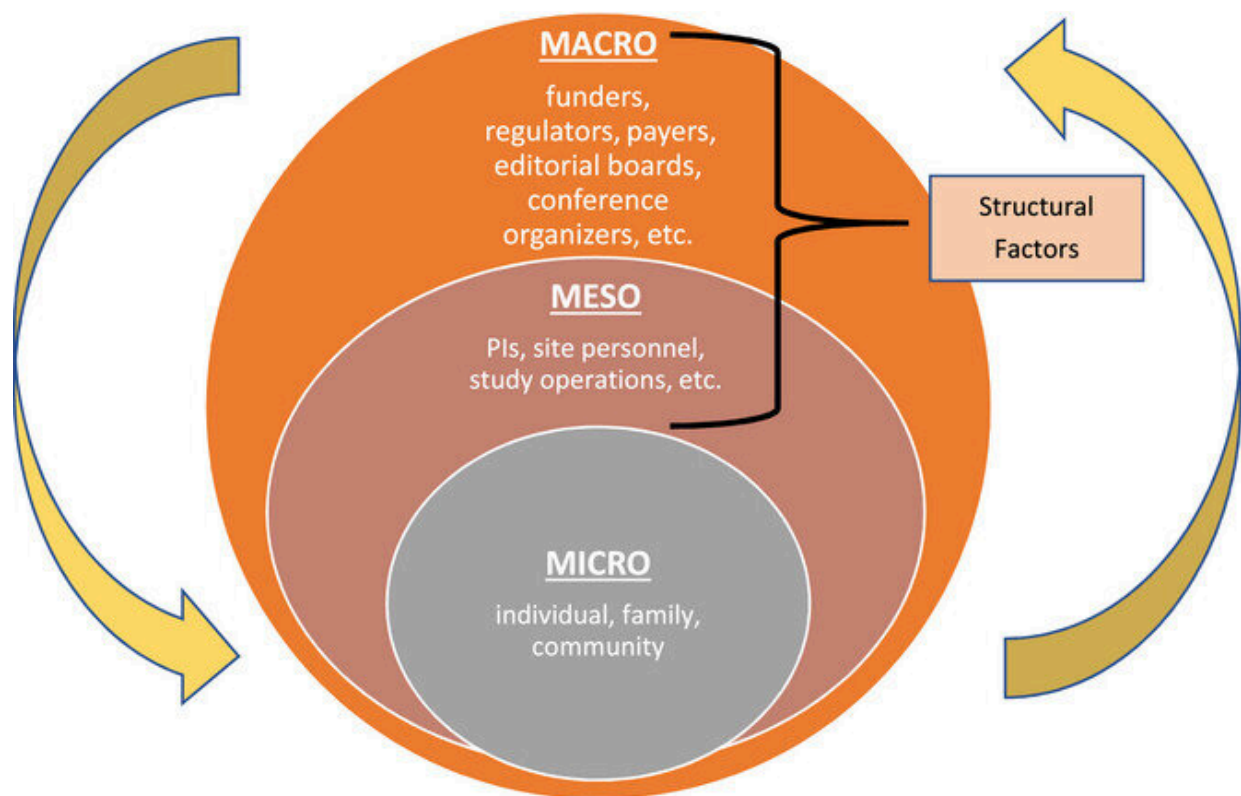 MACRO
funders,
regulators, payers,
editorial boards,
conference
organizers, etc.
Structural
Factors
MESO
PIs, site personnel,
study operations, etc.
MICRO
individual, family,
community